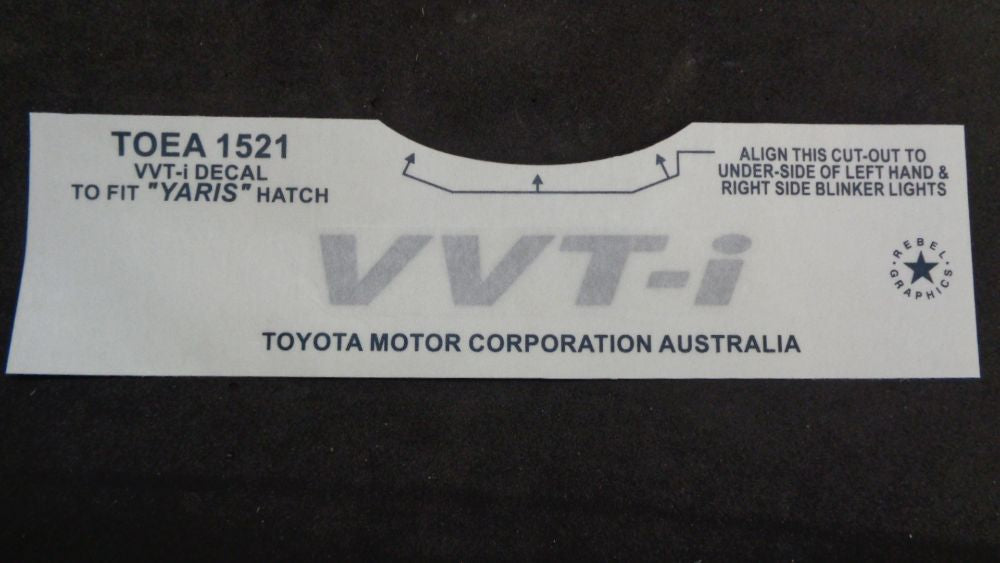 TOEA 1521
VVT-i DECAL
TO FIT "YARIS" HATCH
ALIGN THIS CUT-OUT TO
UNDER-SIDE OF LEFT HAND &
RIGHT SIDE BLINKER LIGHTS
VVT-i
REBEL
GRAPHICS
TOYOTA MOTOR CORPORATION AUSTRALIA